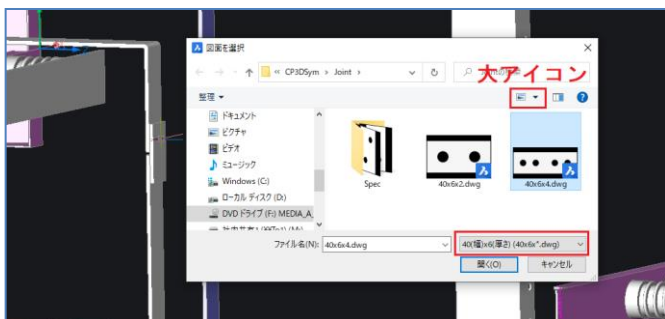 図面を選択
« CP3DSym › Joint ›
大アイコン
整理
ドキュメント
ピクチャ
ビデオ
ミュージック
Windows (C:)
ローカル ディスク (D:)
DVD ドライブ (F:) MEDIA_A_
Spec
40x6x2.dwg
40x6x4.dwg
ファイル名(N):
40x6x4.dwg
40(幅)x6(厚さ) (40x6x*.dwg)
開く(O)
キャンセル